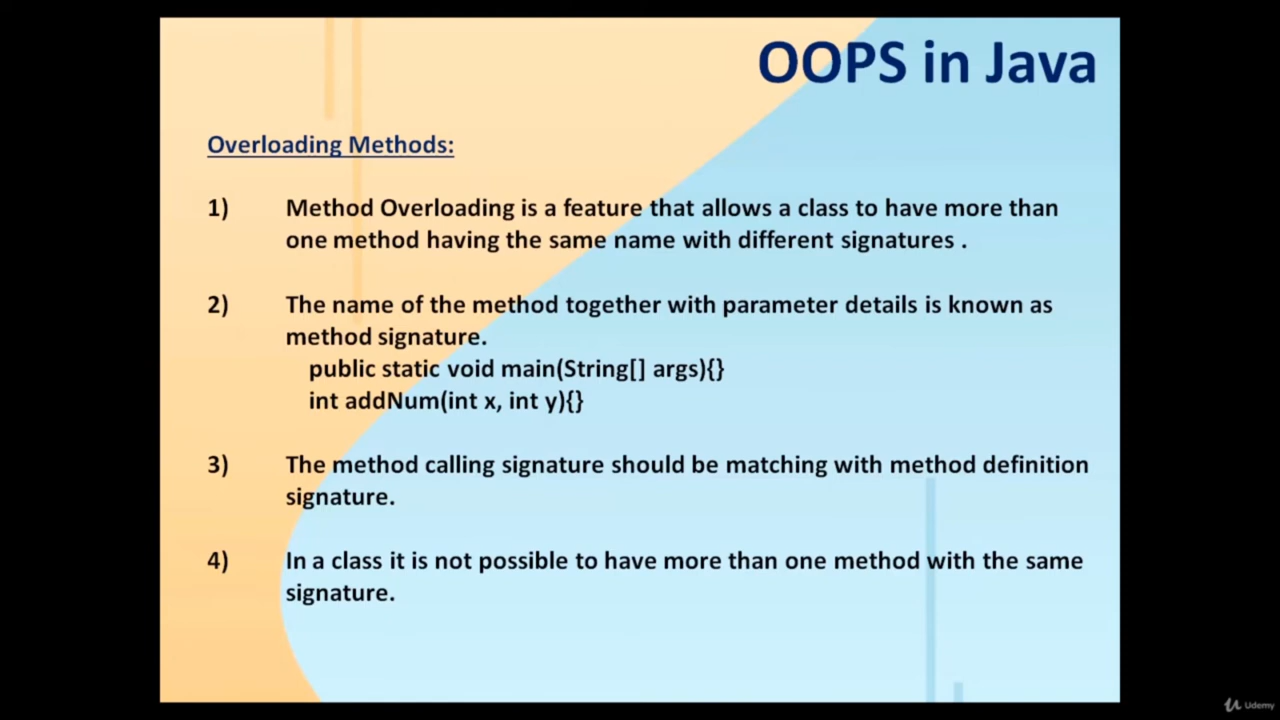 OOPS in Java
Overloading Methods:
1) Method Overloading is a feature that allows a class to have more than
one method having the same name with different signatures .
2) The name of the method together with parameter details is known as
method signature.
public static void main(String[] args){}
int addNum(int x, int y){}
3) The method calling signature should be matching with method definition
signature.
4) In a class it is not possible to have more than one method with the same
signature.
Udemy